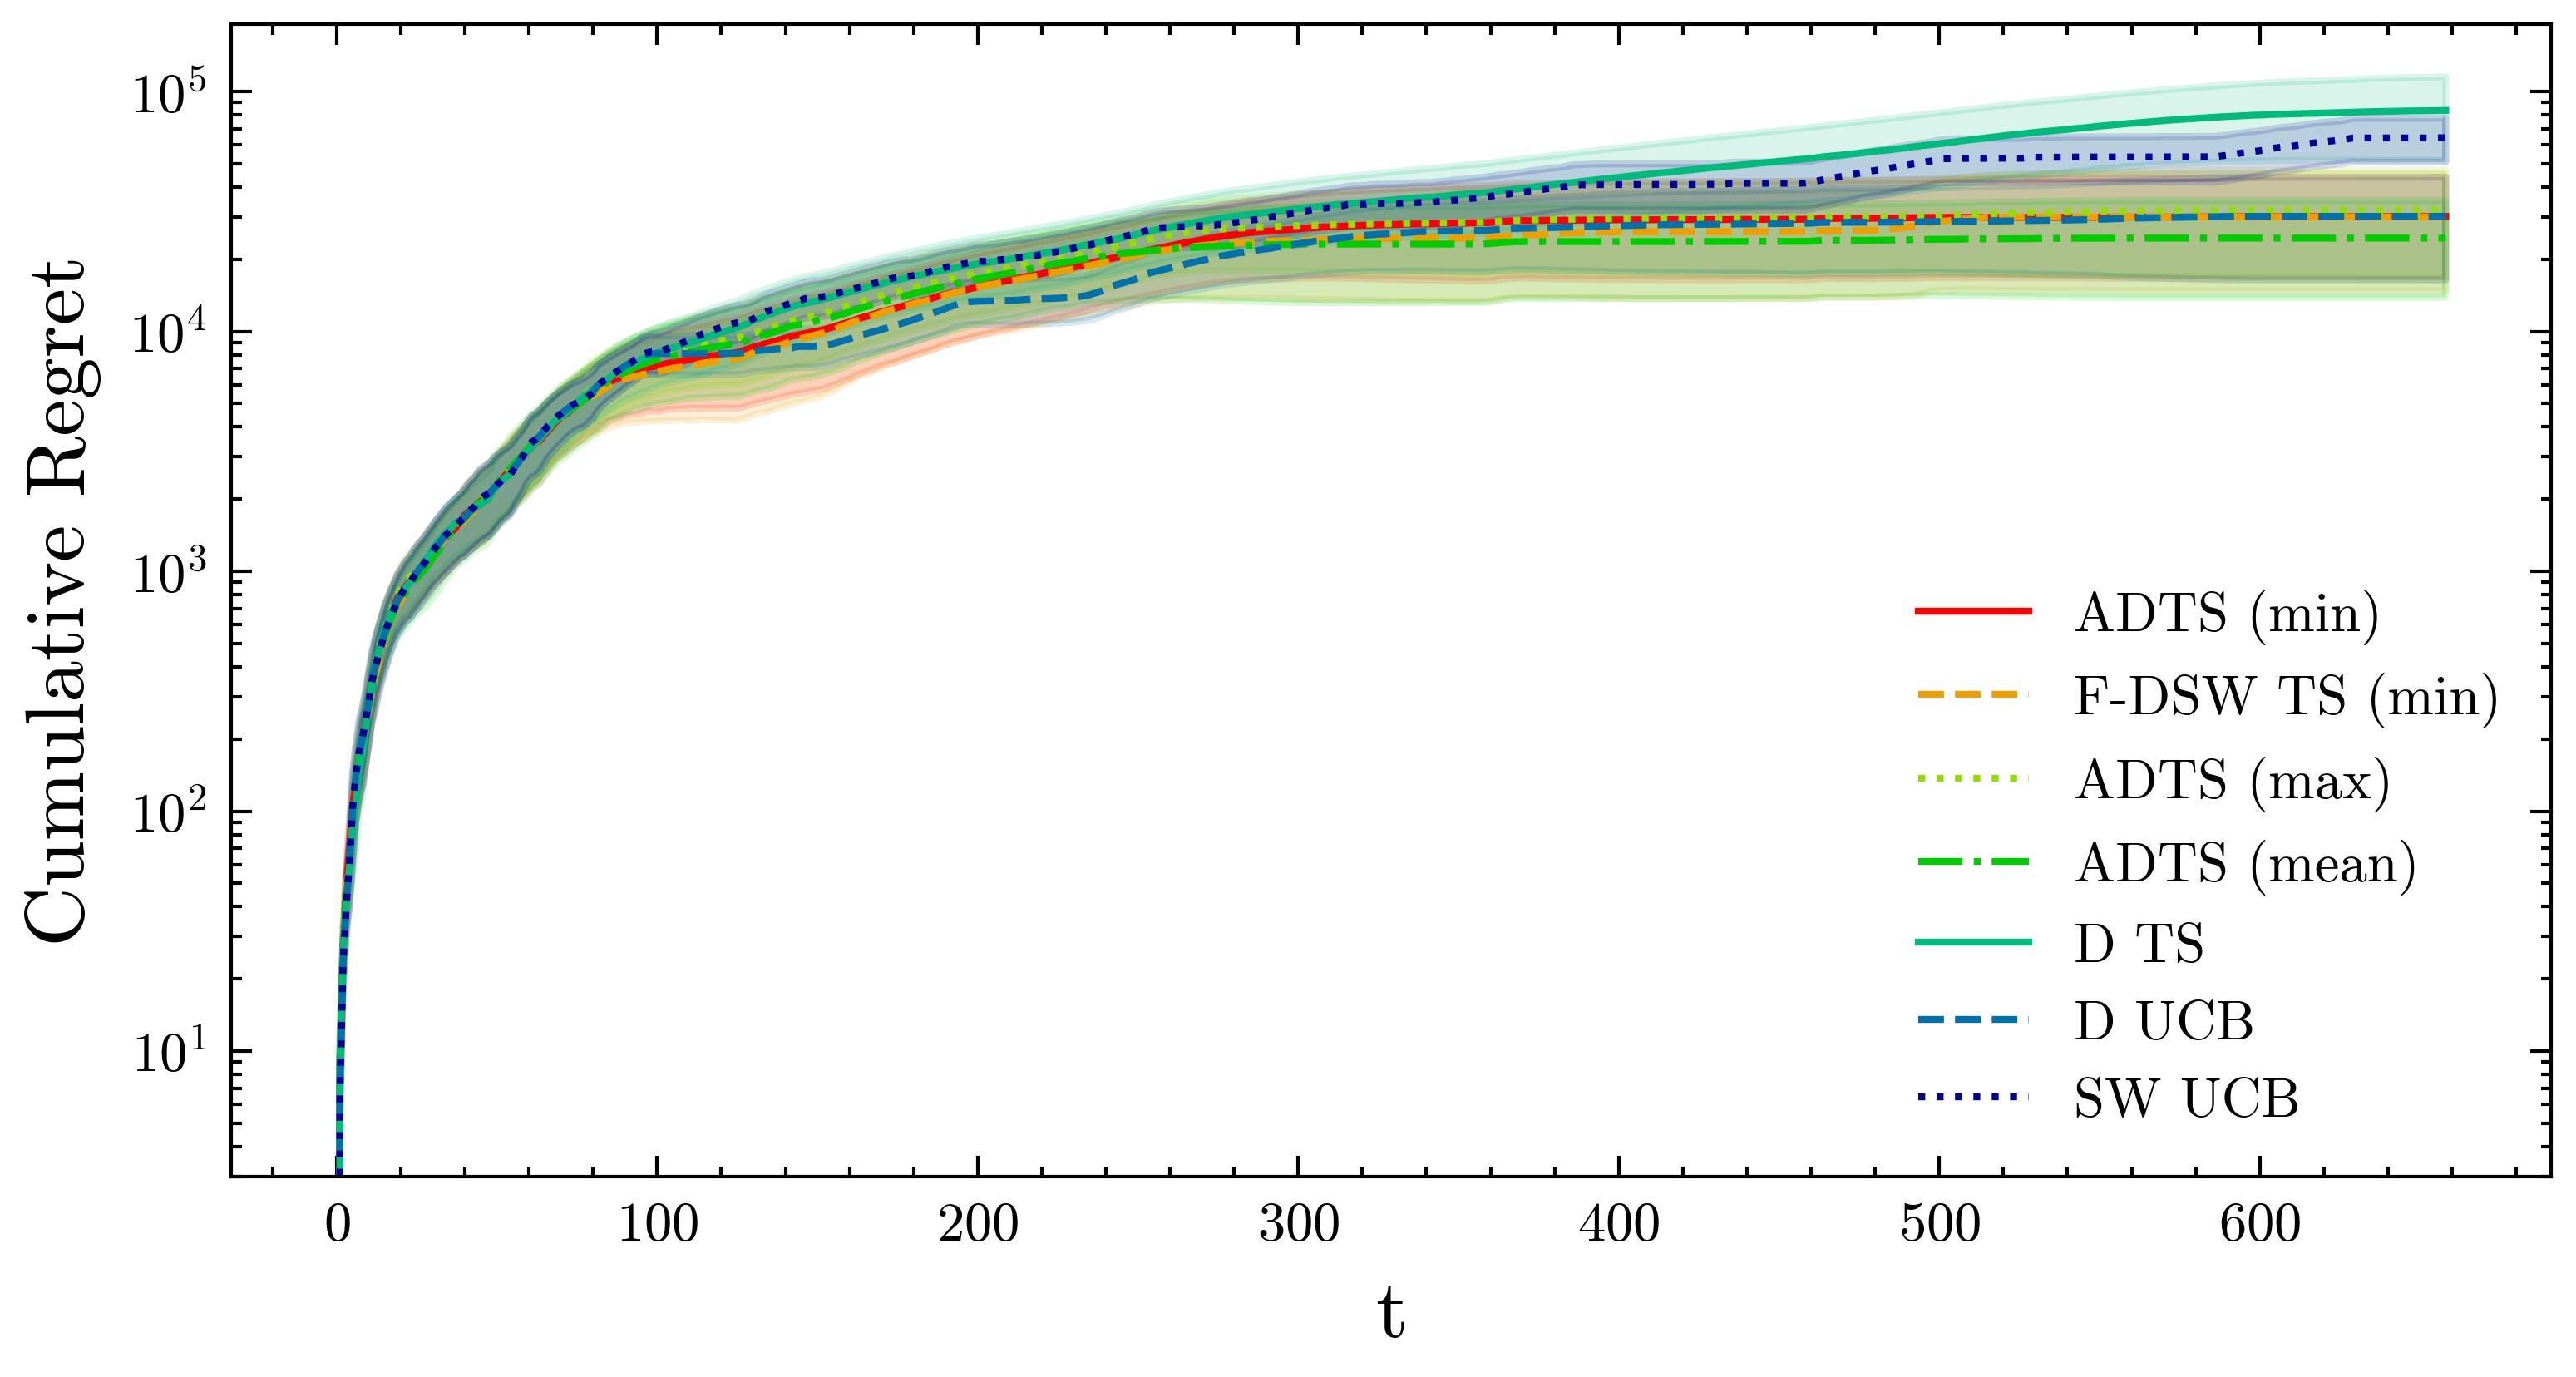 Cumulative Regret
10^5
10^4
10^3
10^2
10^1
ADTS (min)
F-DSW TS (min)
ADTS (max)
ADTS (mean)
D TS
D UCB
SW UCB
0 100 200 300 400 500 600
t